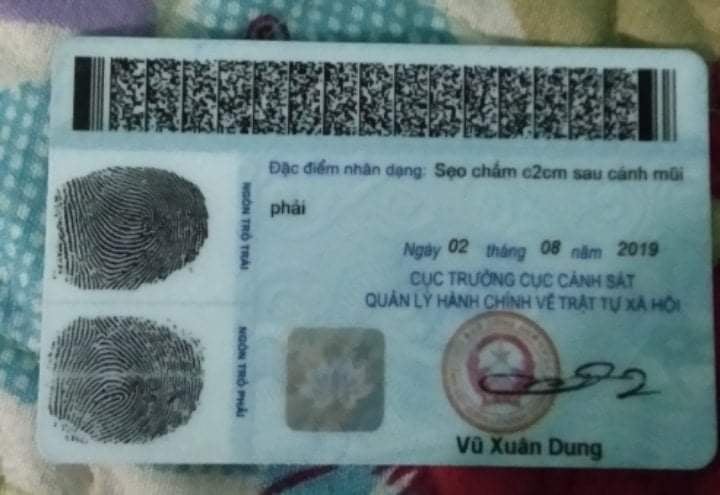 Đặc điểm nhân dạng: Sẹo chấm c2cm sau cánh mũi
phải
Ngày 02 tháng 08 năm 2019
CỤC TRƯỞNG CỤC CẢNH SÁT
QUẢN LÝ HÀNH CHÍNH VỀ TRẬT TỰ XÃ HỘI
NGÓN TRỎ TRÁI
NGÓN TRỎ PHẢI
Vũ Xuân Dung